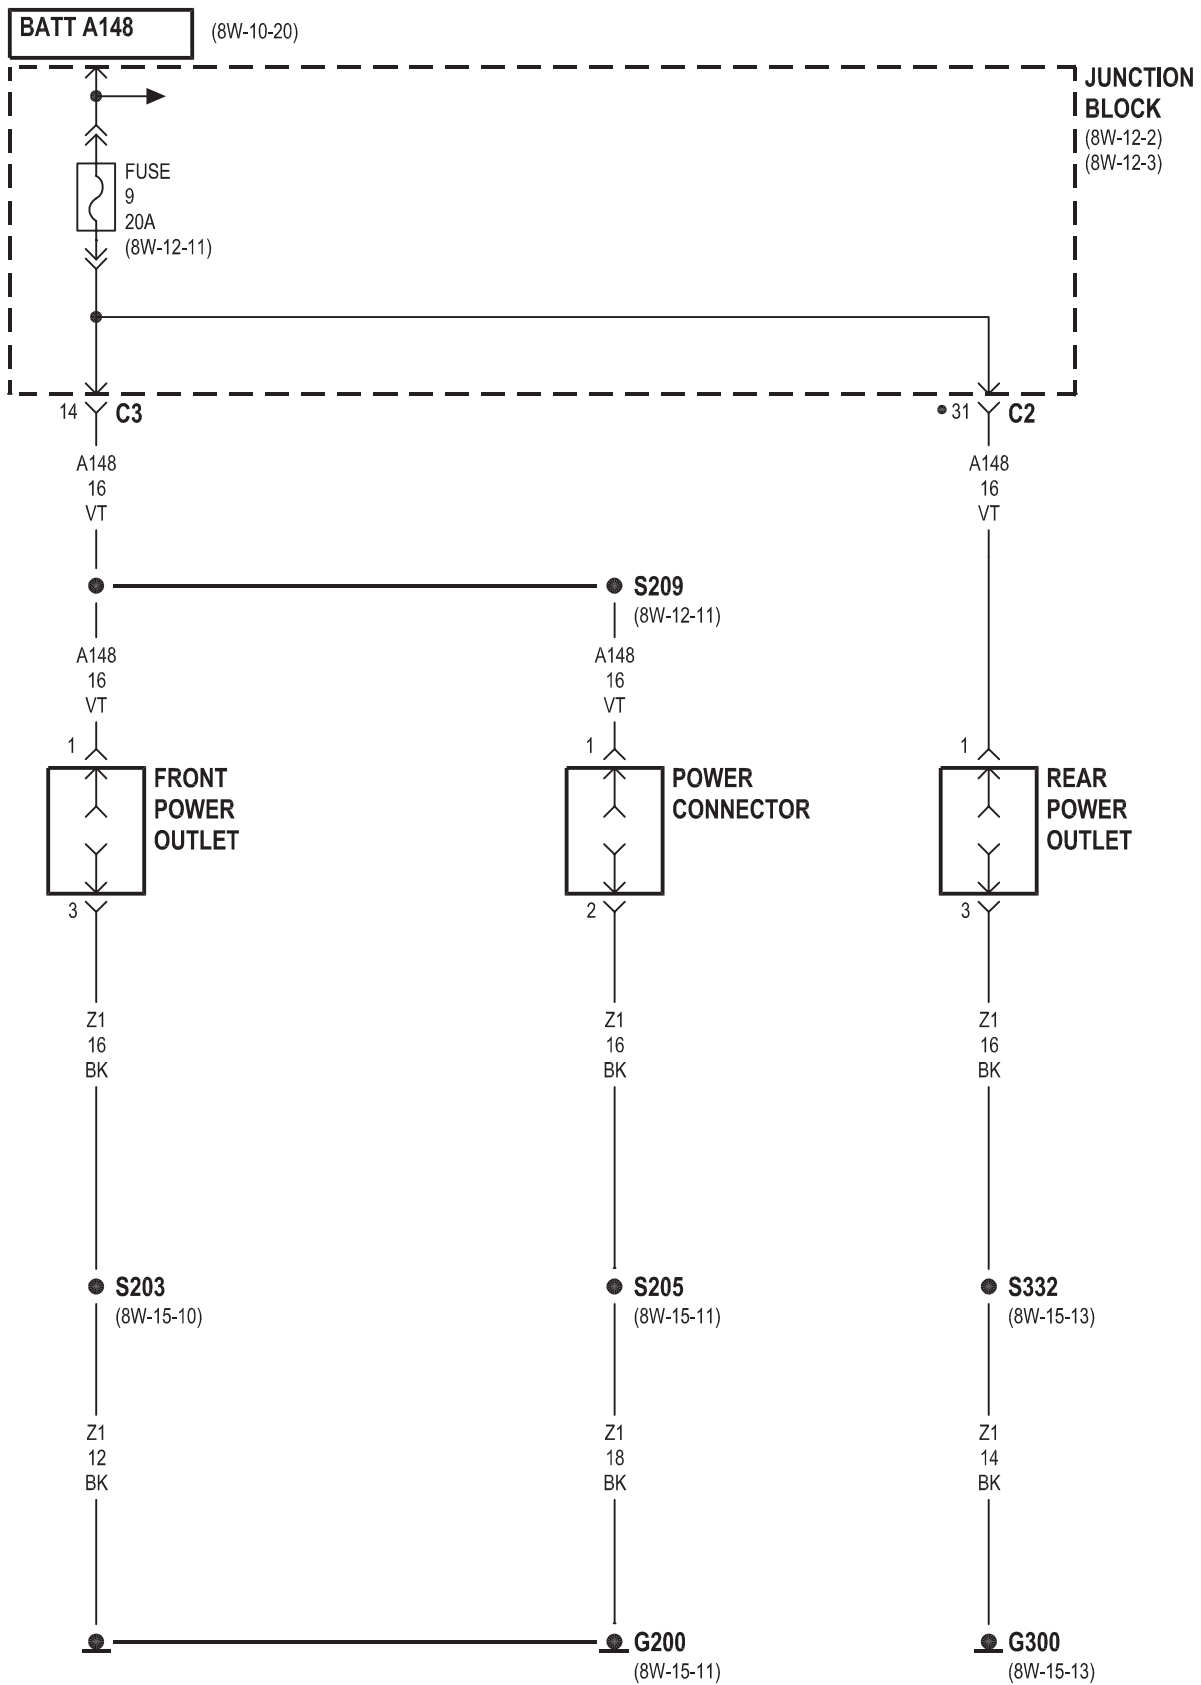 BATT A148
(8W-10-20)
JUNCTION
BLOCK
(8W-12-2)
(8W-12-3)
FUSE
9
20A
(8W-12-11)
14
C3
31
C2
A148
16
VT
A148
16
VT
S209
(8W-12-11)
A148
16
VT
A148
16
VT
1
FRONT
POWER
OUTLET
3
1
POWER
CONNECTOR
2
1
REAR
POWER
OUTLET
3
Z1
16
BK
Z1
16
BK
Z1
16
BK
S203
(8W-15-10)
S205
(8W-15-11)
S332
(8W-15-13)
Z1
12
BK
Z1
18
BK
Z1
14
BK
G200
(8W-15-11)
G300
(8W-15-13)